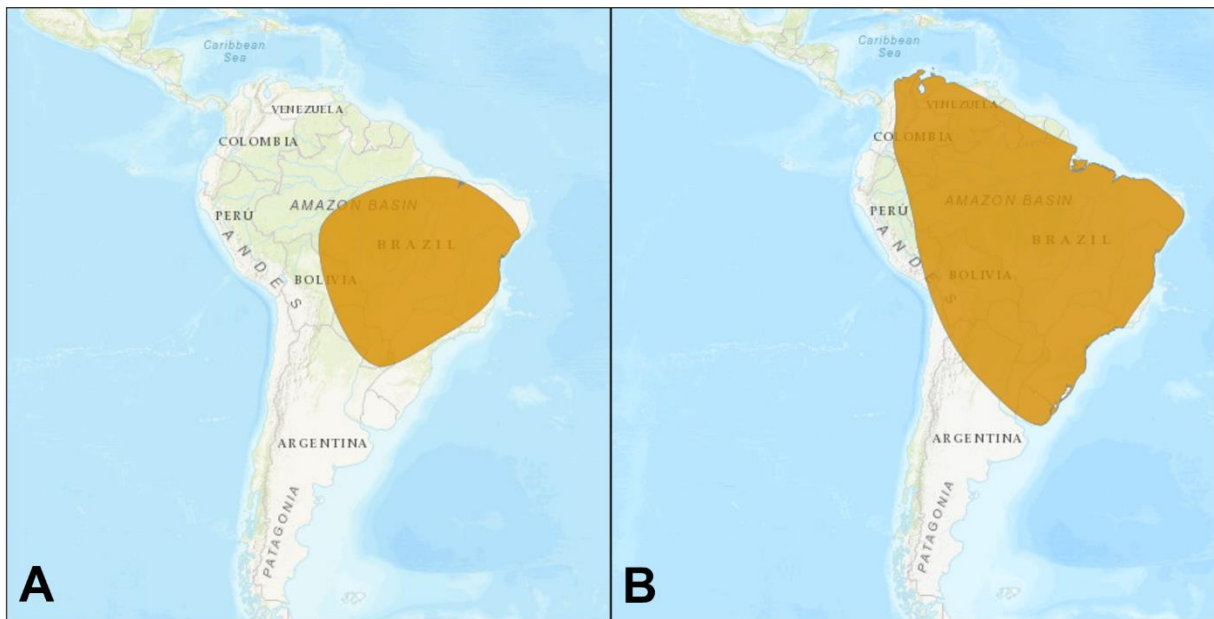 Caribbean
Sea
VENEZUELA
COLOMBIA
AMAZON BASIN
PERÚ
BRAZIL
ANDES
BOLIVIA
ARGENTINA
PATAGONIA
A
Caribbean
Sea
VENEZUELA
COLOMBIA
AMAZON BASIN
PERÚ
BRAZIL
ANDES
BOLIVIA
ARGENTINA
PATAGONIA
B